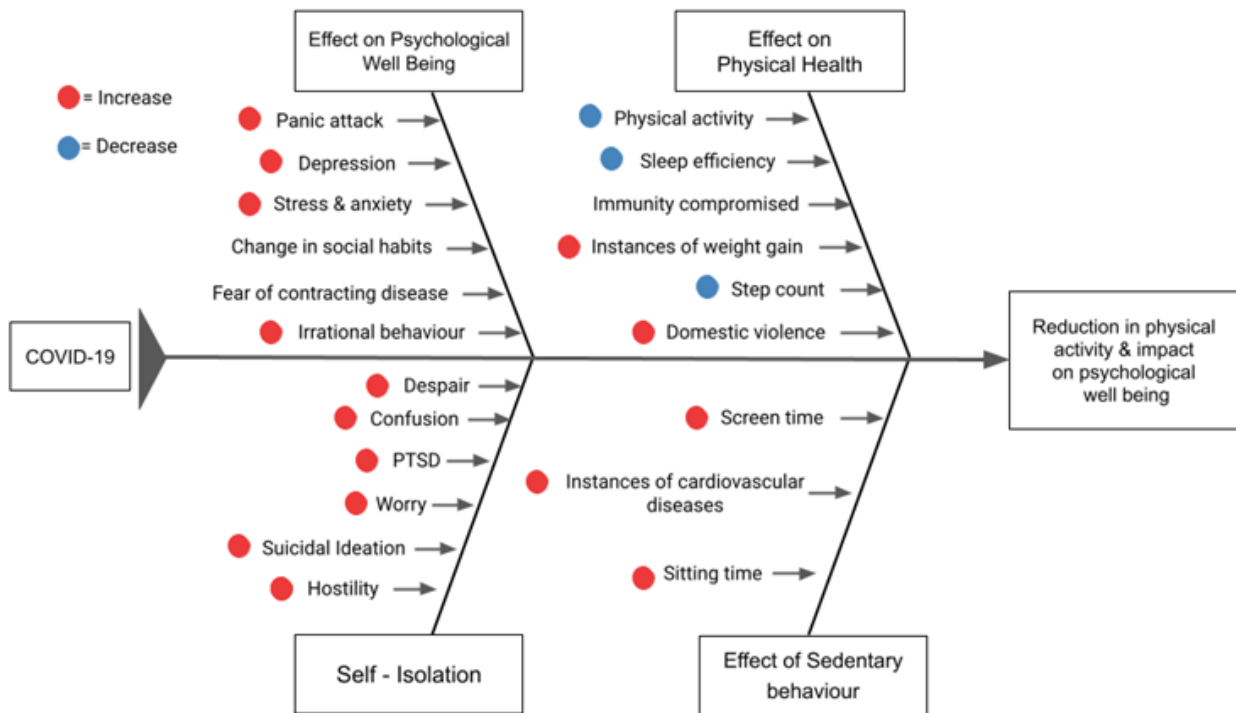 Effect on Psychological
Well Being
Effect on
Physical Health
= Increase
= Decrease
Panic attack
Depression
Stress & anxiety
Change in social habits
Fear of contracting disease
Irrational behaviour
Physical activity
Sleep efficiency
Immunity compromised
Instances of weight gain
Step count
Domestic violence
COVID-19
Reduction in physical
activity & impact
on psychological
well being
Despair
Confusion
PTSD
Worry
Suicidal Ideation
Hostility
Screen time
Instances of cardiovascular
diseases
Sitting time
Self - Isolation
Effect of Sedentary
behaviour